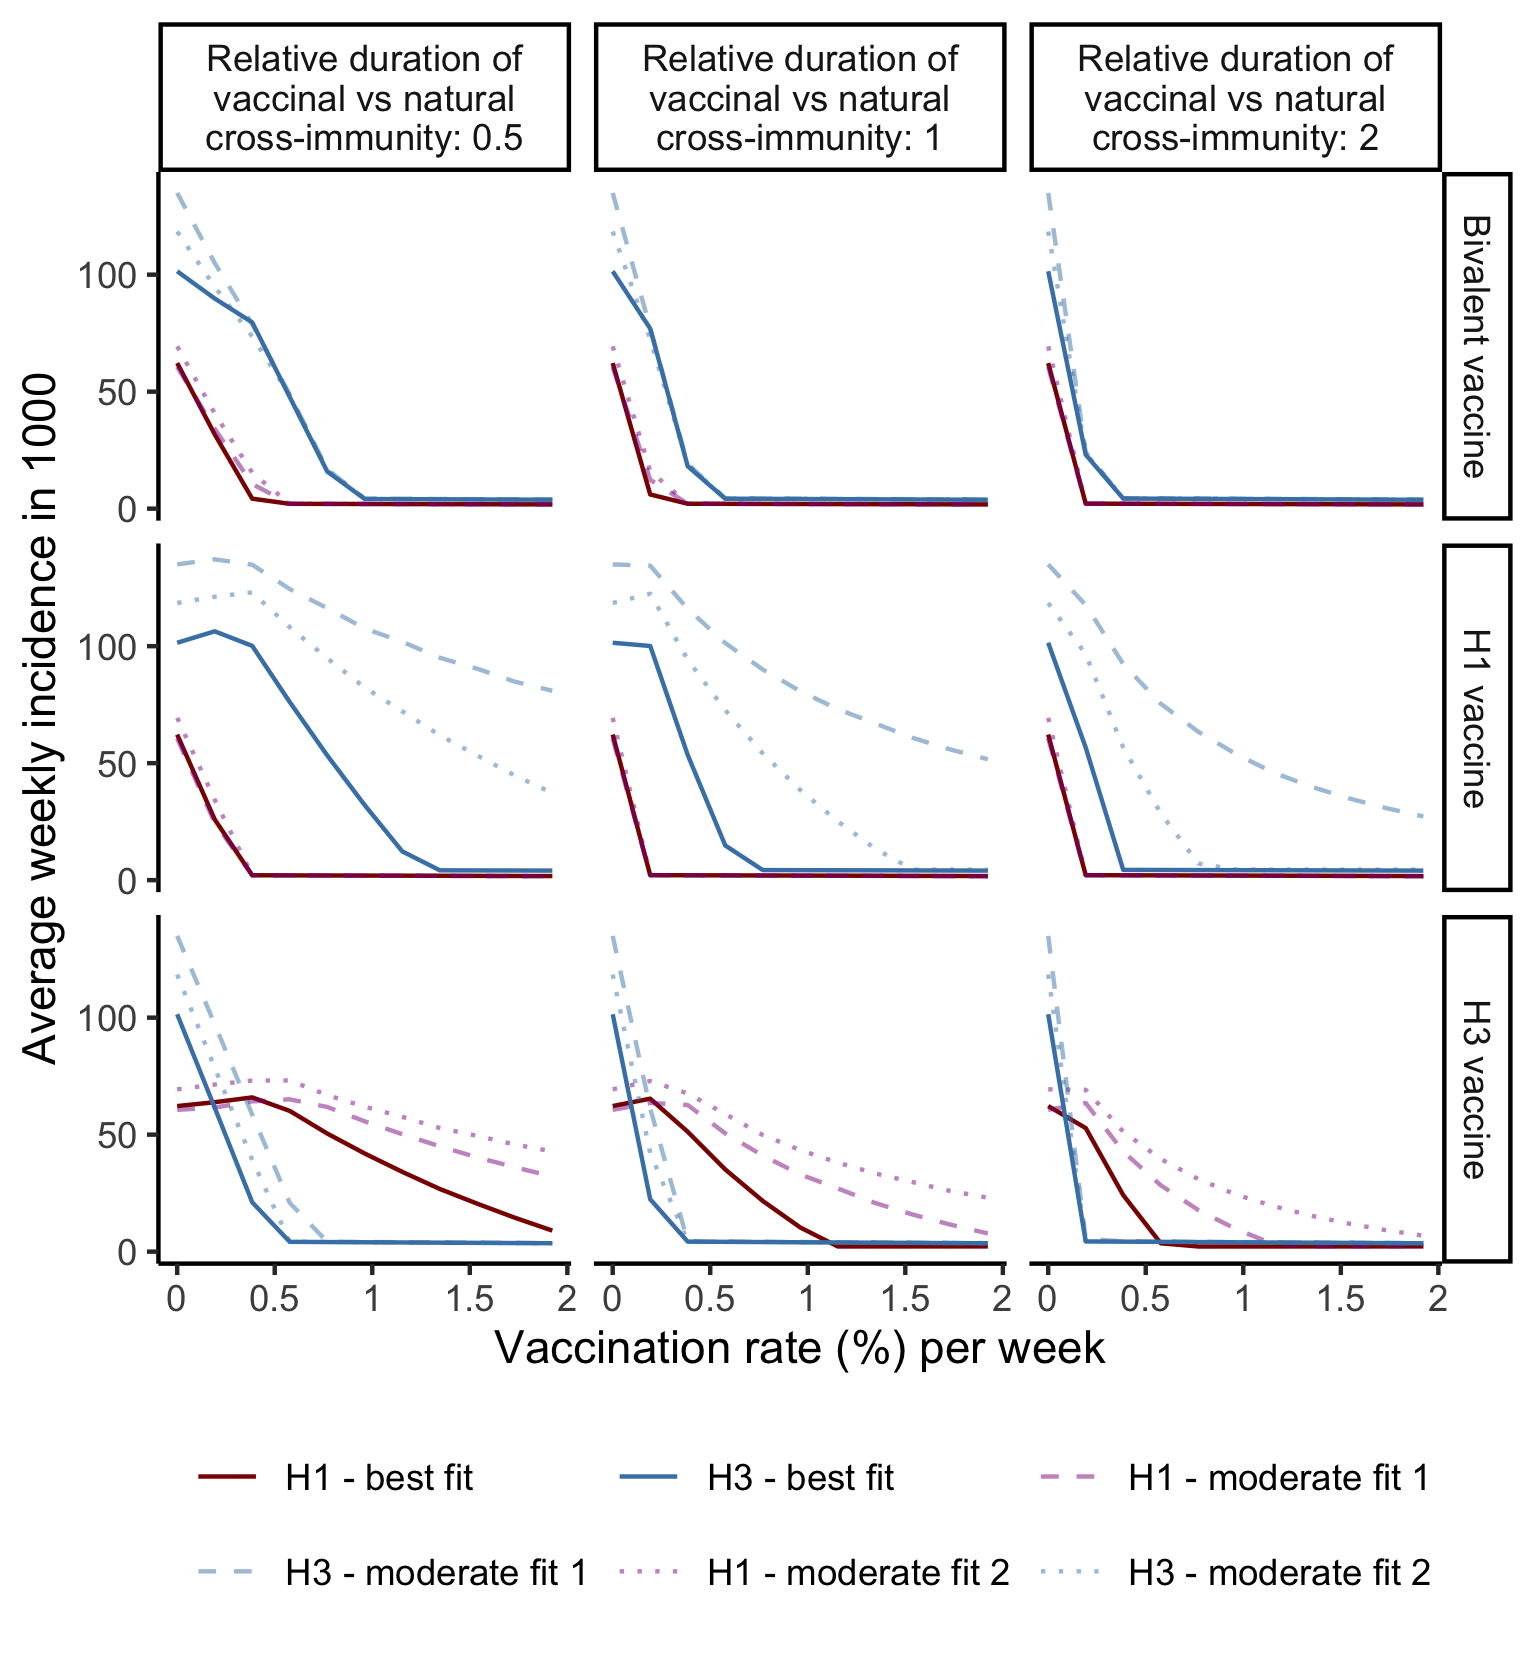 Relative duration of
vaccinal vs natural
cross-immunity: 0.5
Relative duration of
vaccinal vs natural
cross-immunity: 1
Relative duration of
vaccinal vs natural
cross-immunity: 2
Average weekly incidence in 1000
100
50
0
Bivalent vaccine
100
50
0
H1 vaccine
100
50
0
H3 vaccine
0 0.5 1 1.5 2
0 0.5 1 1.5 2
0 0.5 1 1.5 2
Vaccination rate (%) per week
H1 - best fit
H3 - best fit
H1 - moderate fit 1
H3 - moderate fit 1
H1 - moderate fit 2
H3 - moderate fit 2